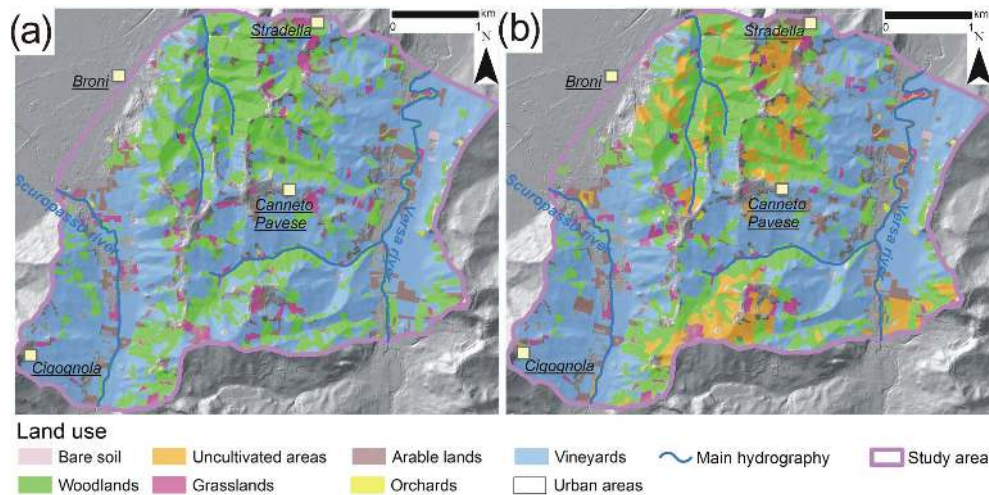 (a)
Stradella
km
0
1
N
Broni
Scuropasso river
Canneto
Pavese
Versa river
Cigognola
(b)
Stradella
km
0
1
N
Broni
Scuropasso river
Canneto
Pavese
Versa river
Cigognola
Land use
Bare soil
Uncultivated areas
Arable lands
Vineyards
Main hydrography
Study area
Woodlands
Grasslands
Orchards
Urban areas